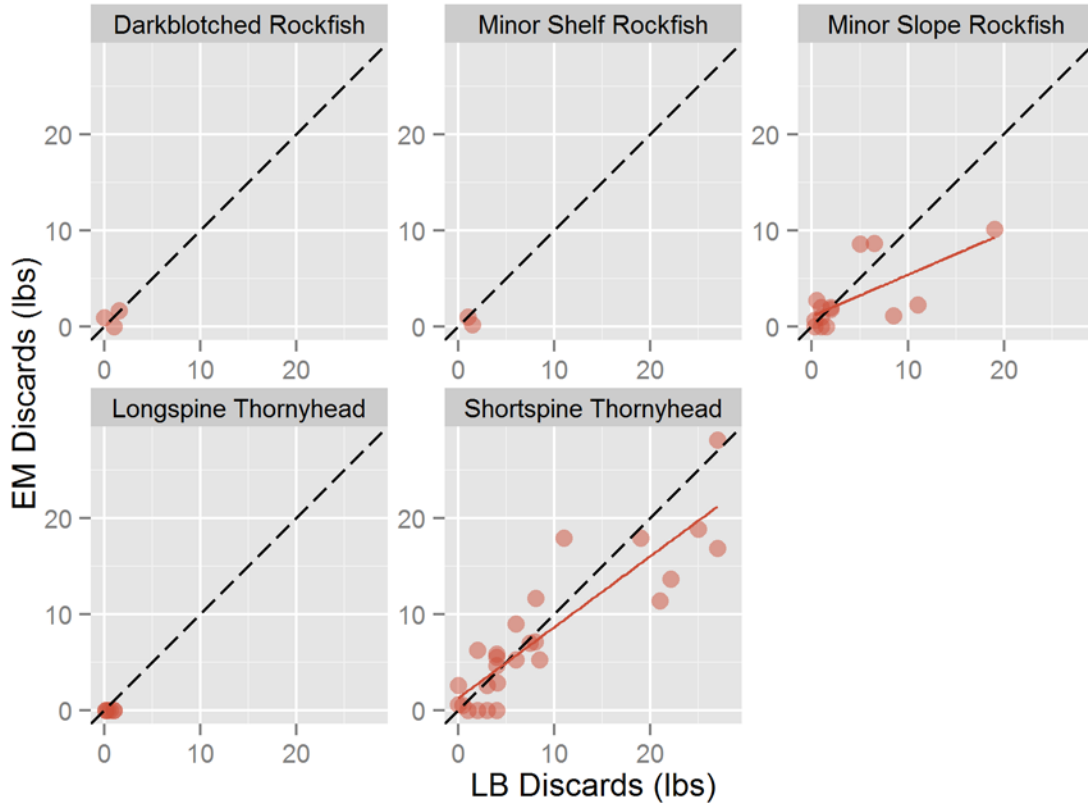 Darkblotched Rockfish
Minor Shelf Rockfish
Minor Slope Rockfish
20
10
0
20
10
0
20
10
0
0 10 20
0 10 20
0 10 20
Longspine Thornyhead
Shortspine Thornyhead
20
10
0
20
10
0
0 10 20
0 10 20
EM Discards (lbs)
LB Discards (lbs)